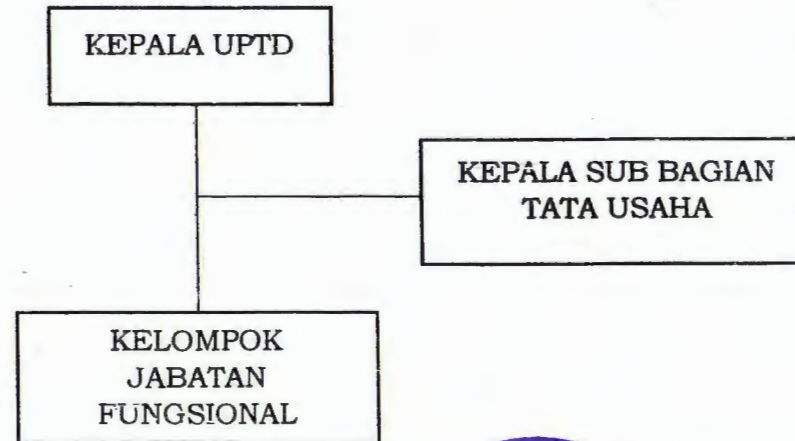 KEPALA UPTD
KEPALA SUB BAGIAN
TATA USAHA
KELOMPOK
JABATAN
FUNGSIONAL